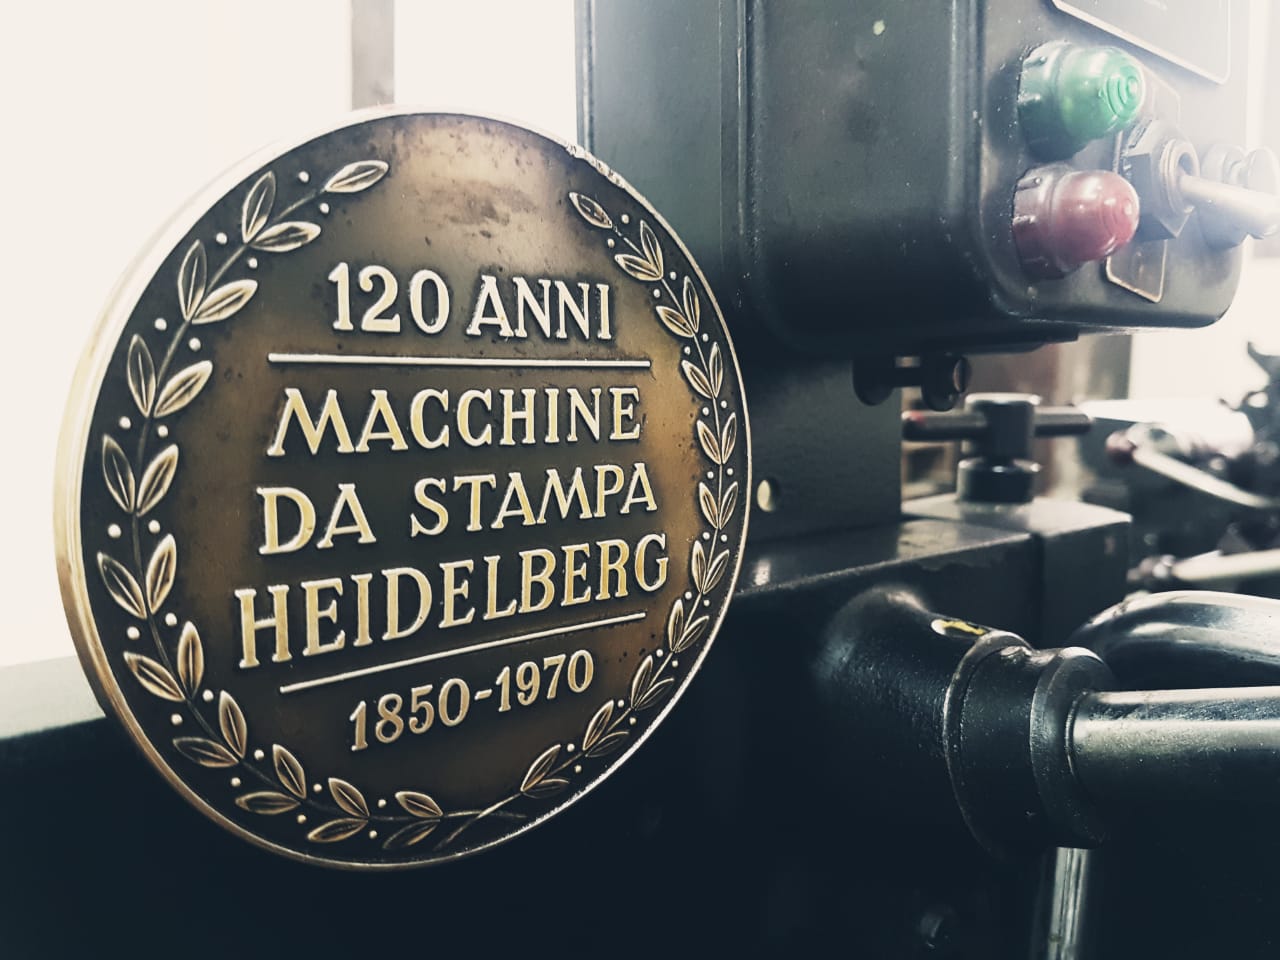 120 ANNI
MACCHINE
DA STAMPA
HEIDELBERG
1850-1970